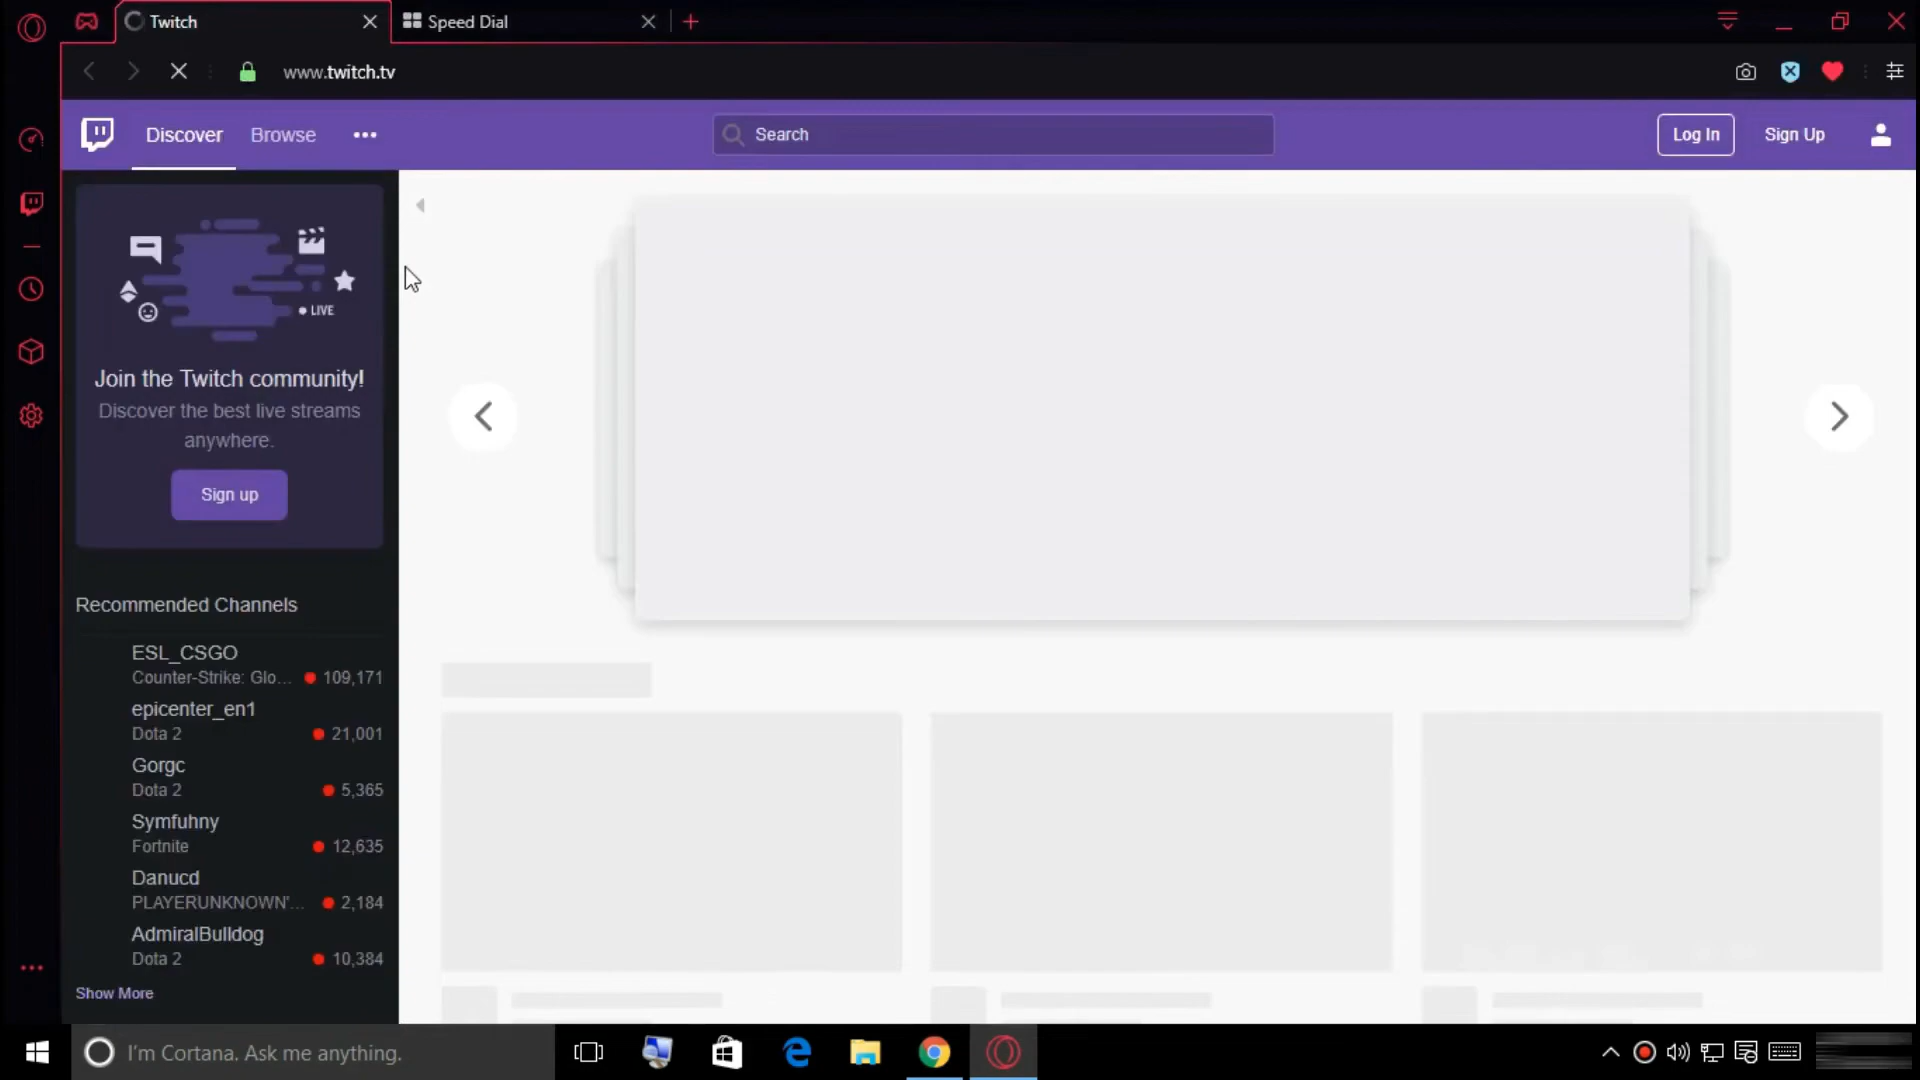 Twitch
Speed Dial
www.twitch.tv
Discover
Browse
Search
Log In
Sign Up
LIVE
Join the Twitch community!
Discover the best live streams
anywhere.
Sign up
Recommended Channels
ESL_CSGO
Counter-Strike: Glo... 109,171
epicenter_en1
Dota 2 21,001
Gorgc
Dota 2 5,365
Symfuhny
Fortnite 12,635
Danucd
PLAYERUNKNOWN'... 2,184
AdmiralBulldog
Dota 2 10,384
Show More
I'm Cortana. Ask me anything.